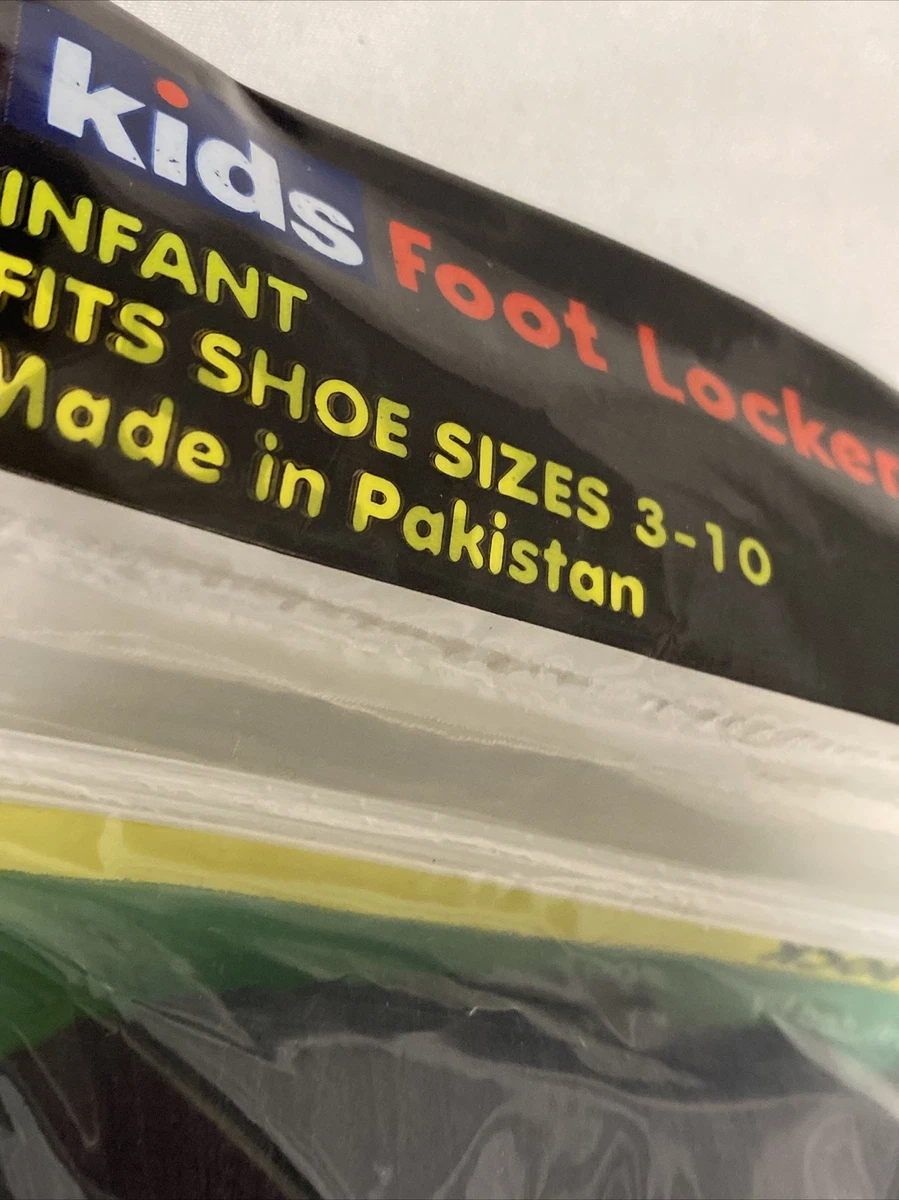 kids Foot Locker
INFANT
FITS SHOE SIZES 3-10
Made in Pakistan